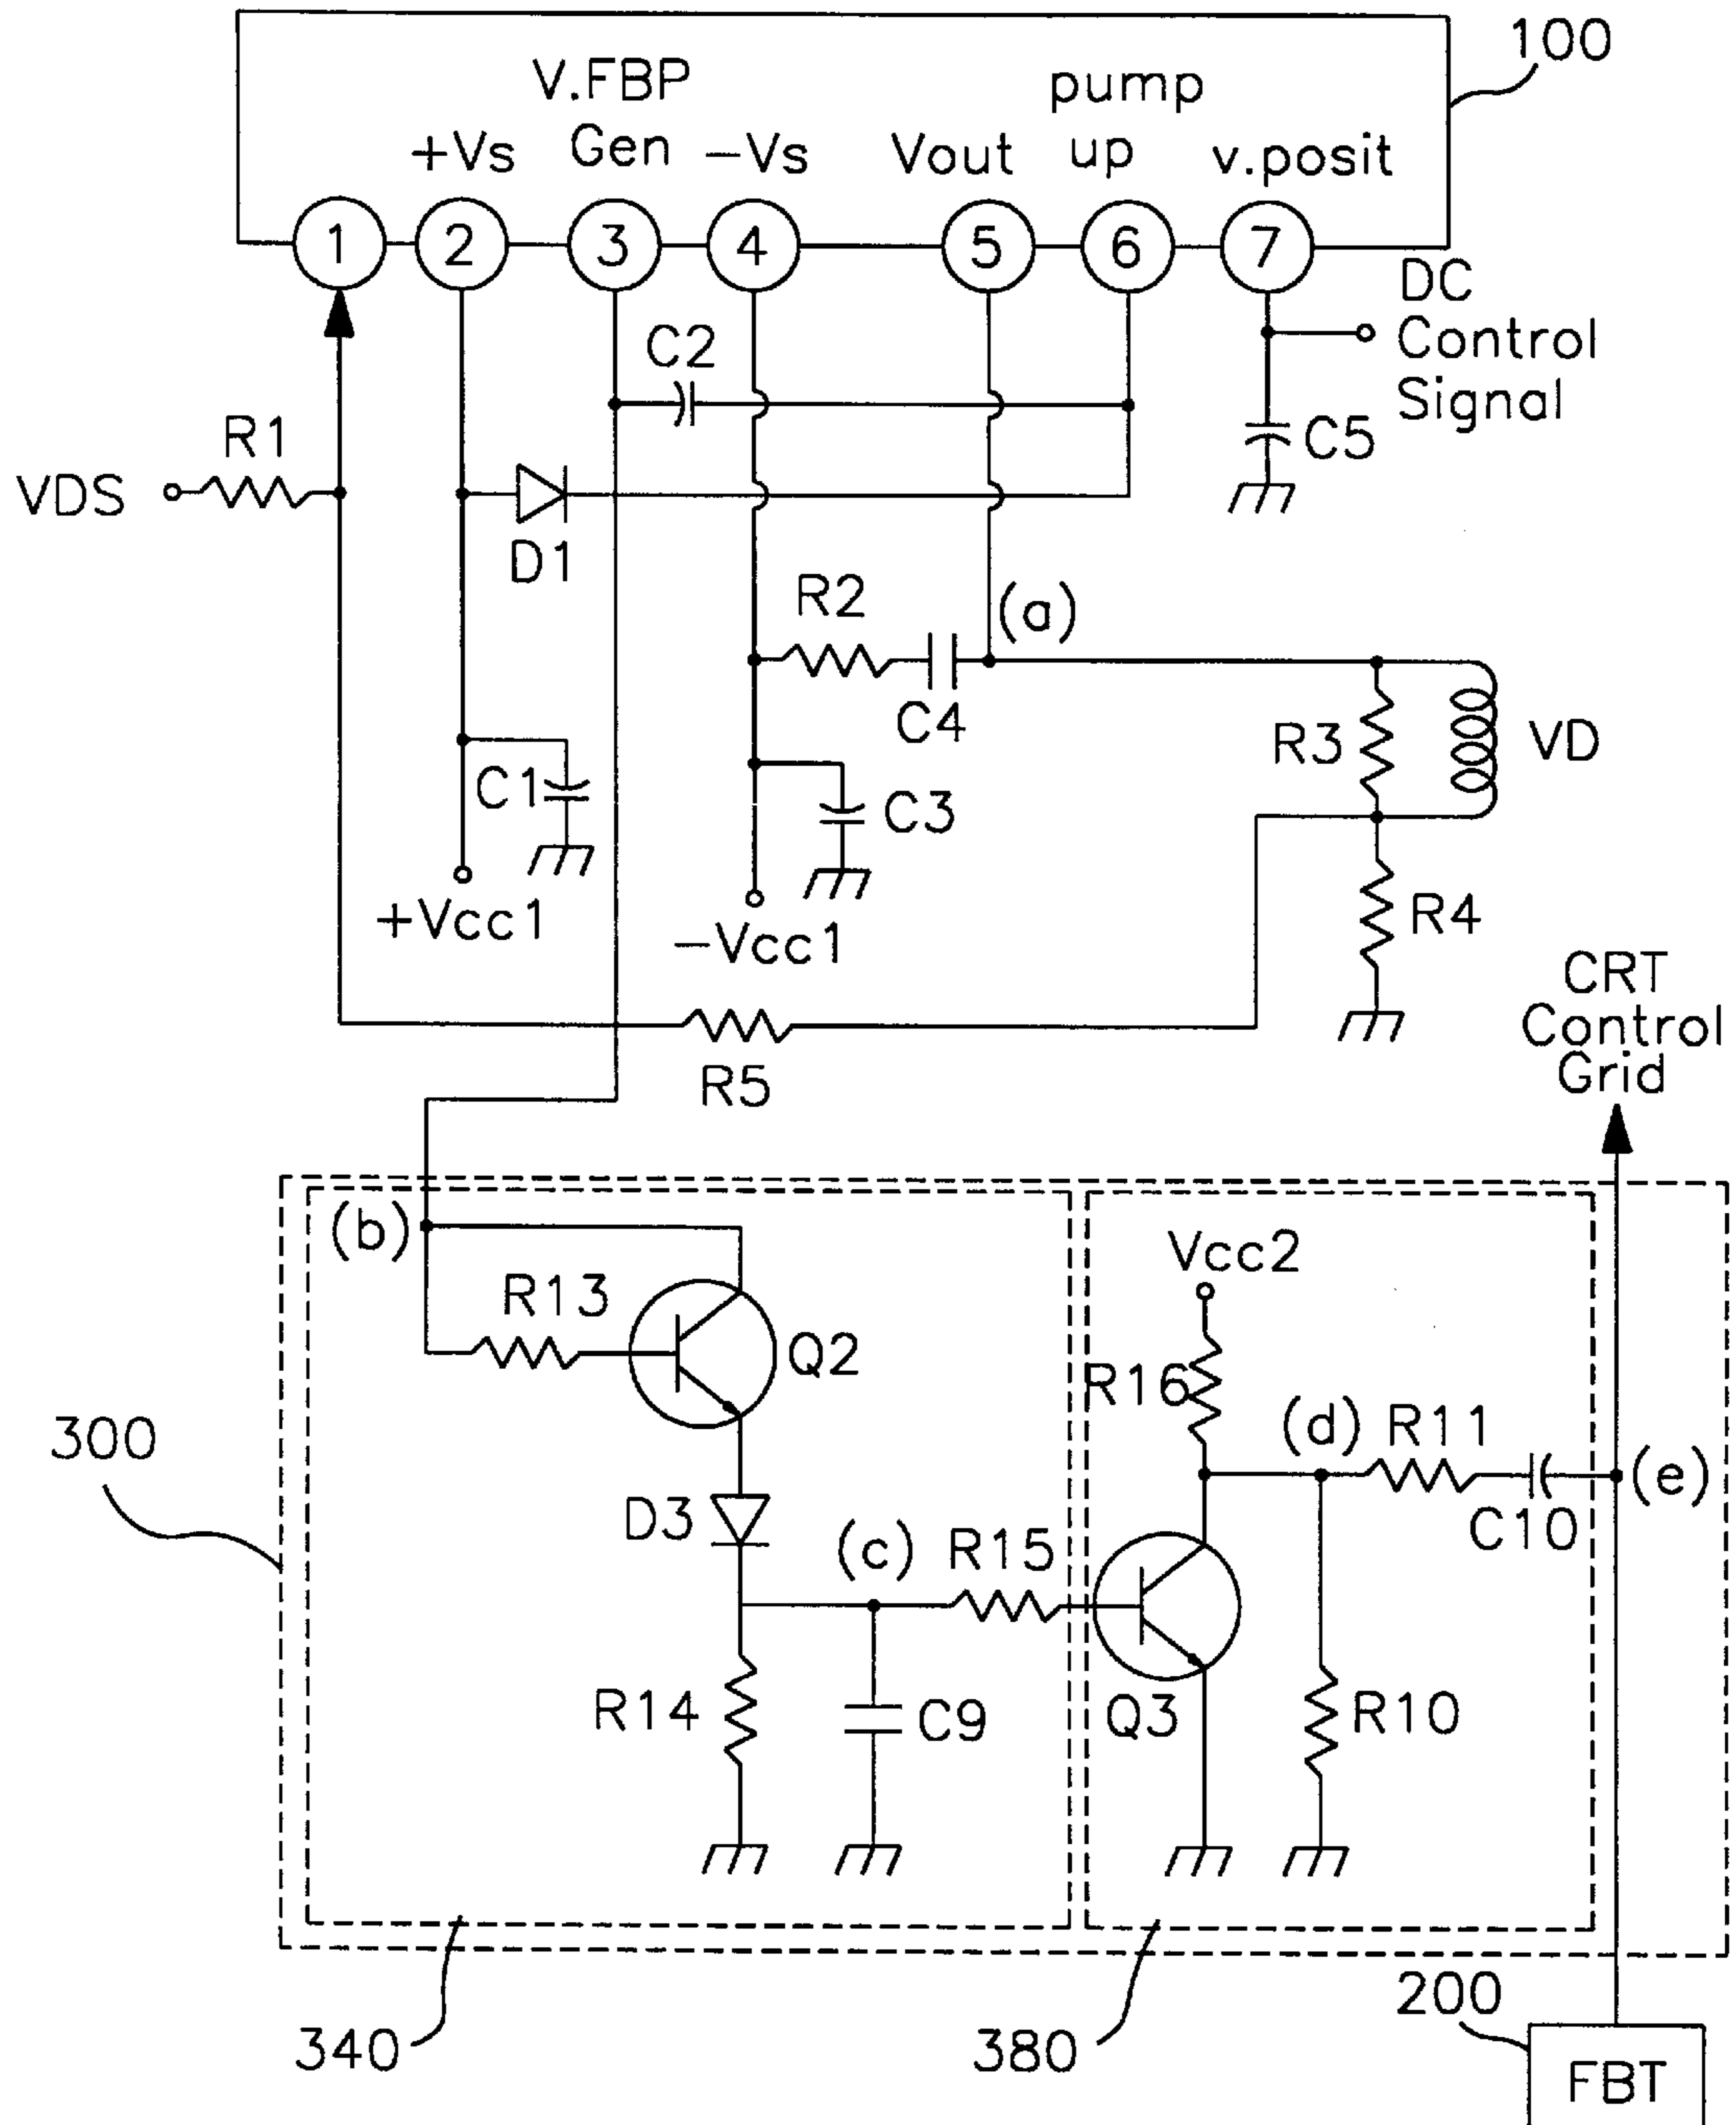 100
V.FBP
pump
+Vs
Gen
-Vs
Vout
up
v.posit
1
2
3
4
5
6
7
DC
Control
Signal
C2
C5
R1
VDS
D1
R2
(a)
C4
R3
VD
C1
C3
+Vcc1
-Vcc1
R4
R5
CRT
Control
Grid
(b)
Vcc2
R13
Q2
R16
300
(d)
R11
(e)
D3
(c)
R15
C10
R14
C9
Q3
R10
340
380
200
FBT